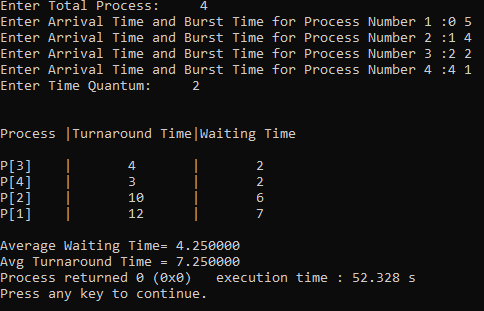 Enter Total Process:     4
Enter Arrival Time and Burst Time for Process Number 1 :0 5
Enter Arrival Time and Burst Time for Process Number 2 :1 4
Enter Arrival Time and Burst Time for Process Number 3 :2 2
Enter Arrival Time and Burst Time for Process Number 4 :4 1
Enter Time Quantum:     2
Process |Turnaround Time|Waiting Time
P[3]    |       4       |       2
P[4]    |       3       |       2
P[2]    |       10      |       6
P[1]    |       12      |       7
Average Waiting Time= 4.250000
Avg Turnaround Time = 7.250000
Process returned 0 (0x0)   execution time : 52.328 s
Press any key to continue.